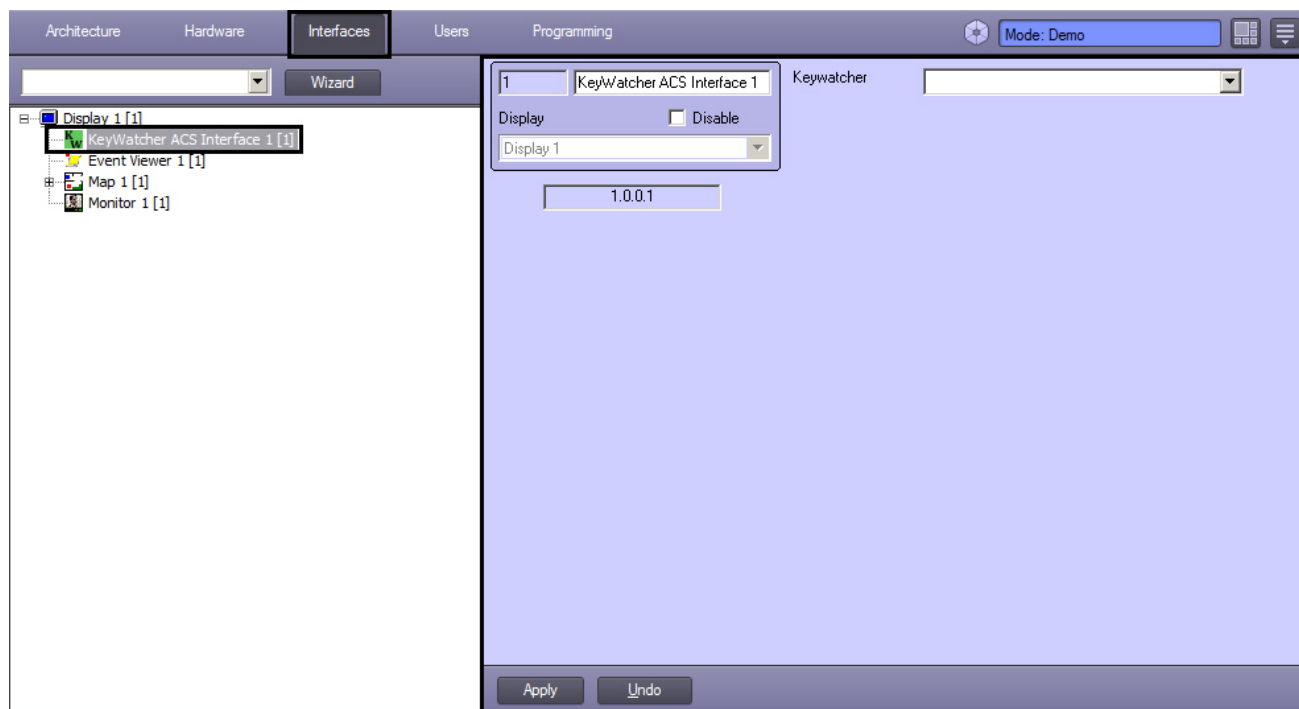 Architecture Hardware Interfaces Users Programming Mode: Demo
Wizard
Display 1 [1]
KW KeyWatcher ACS Interface 1 [1]
Event Viewer 1 [1]
Map 1 [1]
Monitor 1 [1]
1 KeyWatcher ACS Interface 1 Keywatcher
Display Disable
Display 1
1.0.0.1
Apply Undo